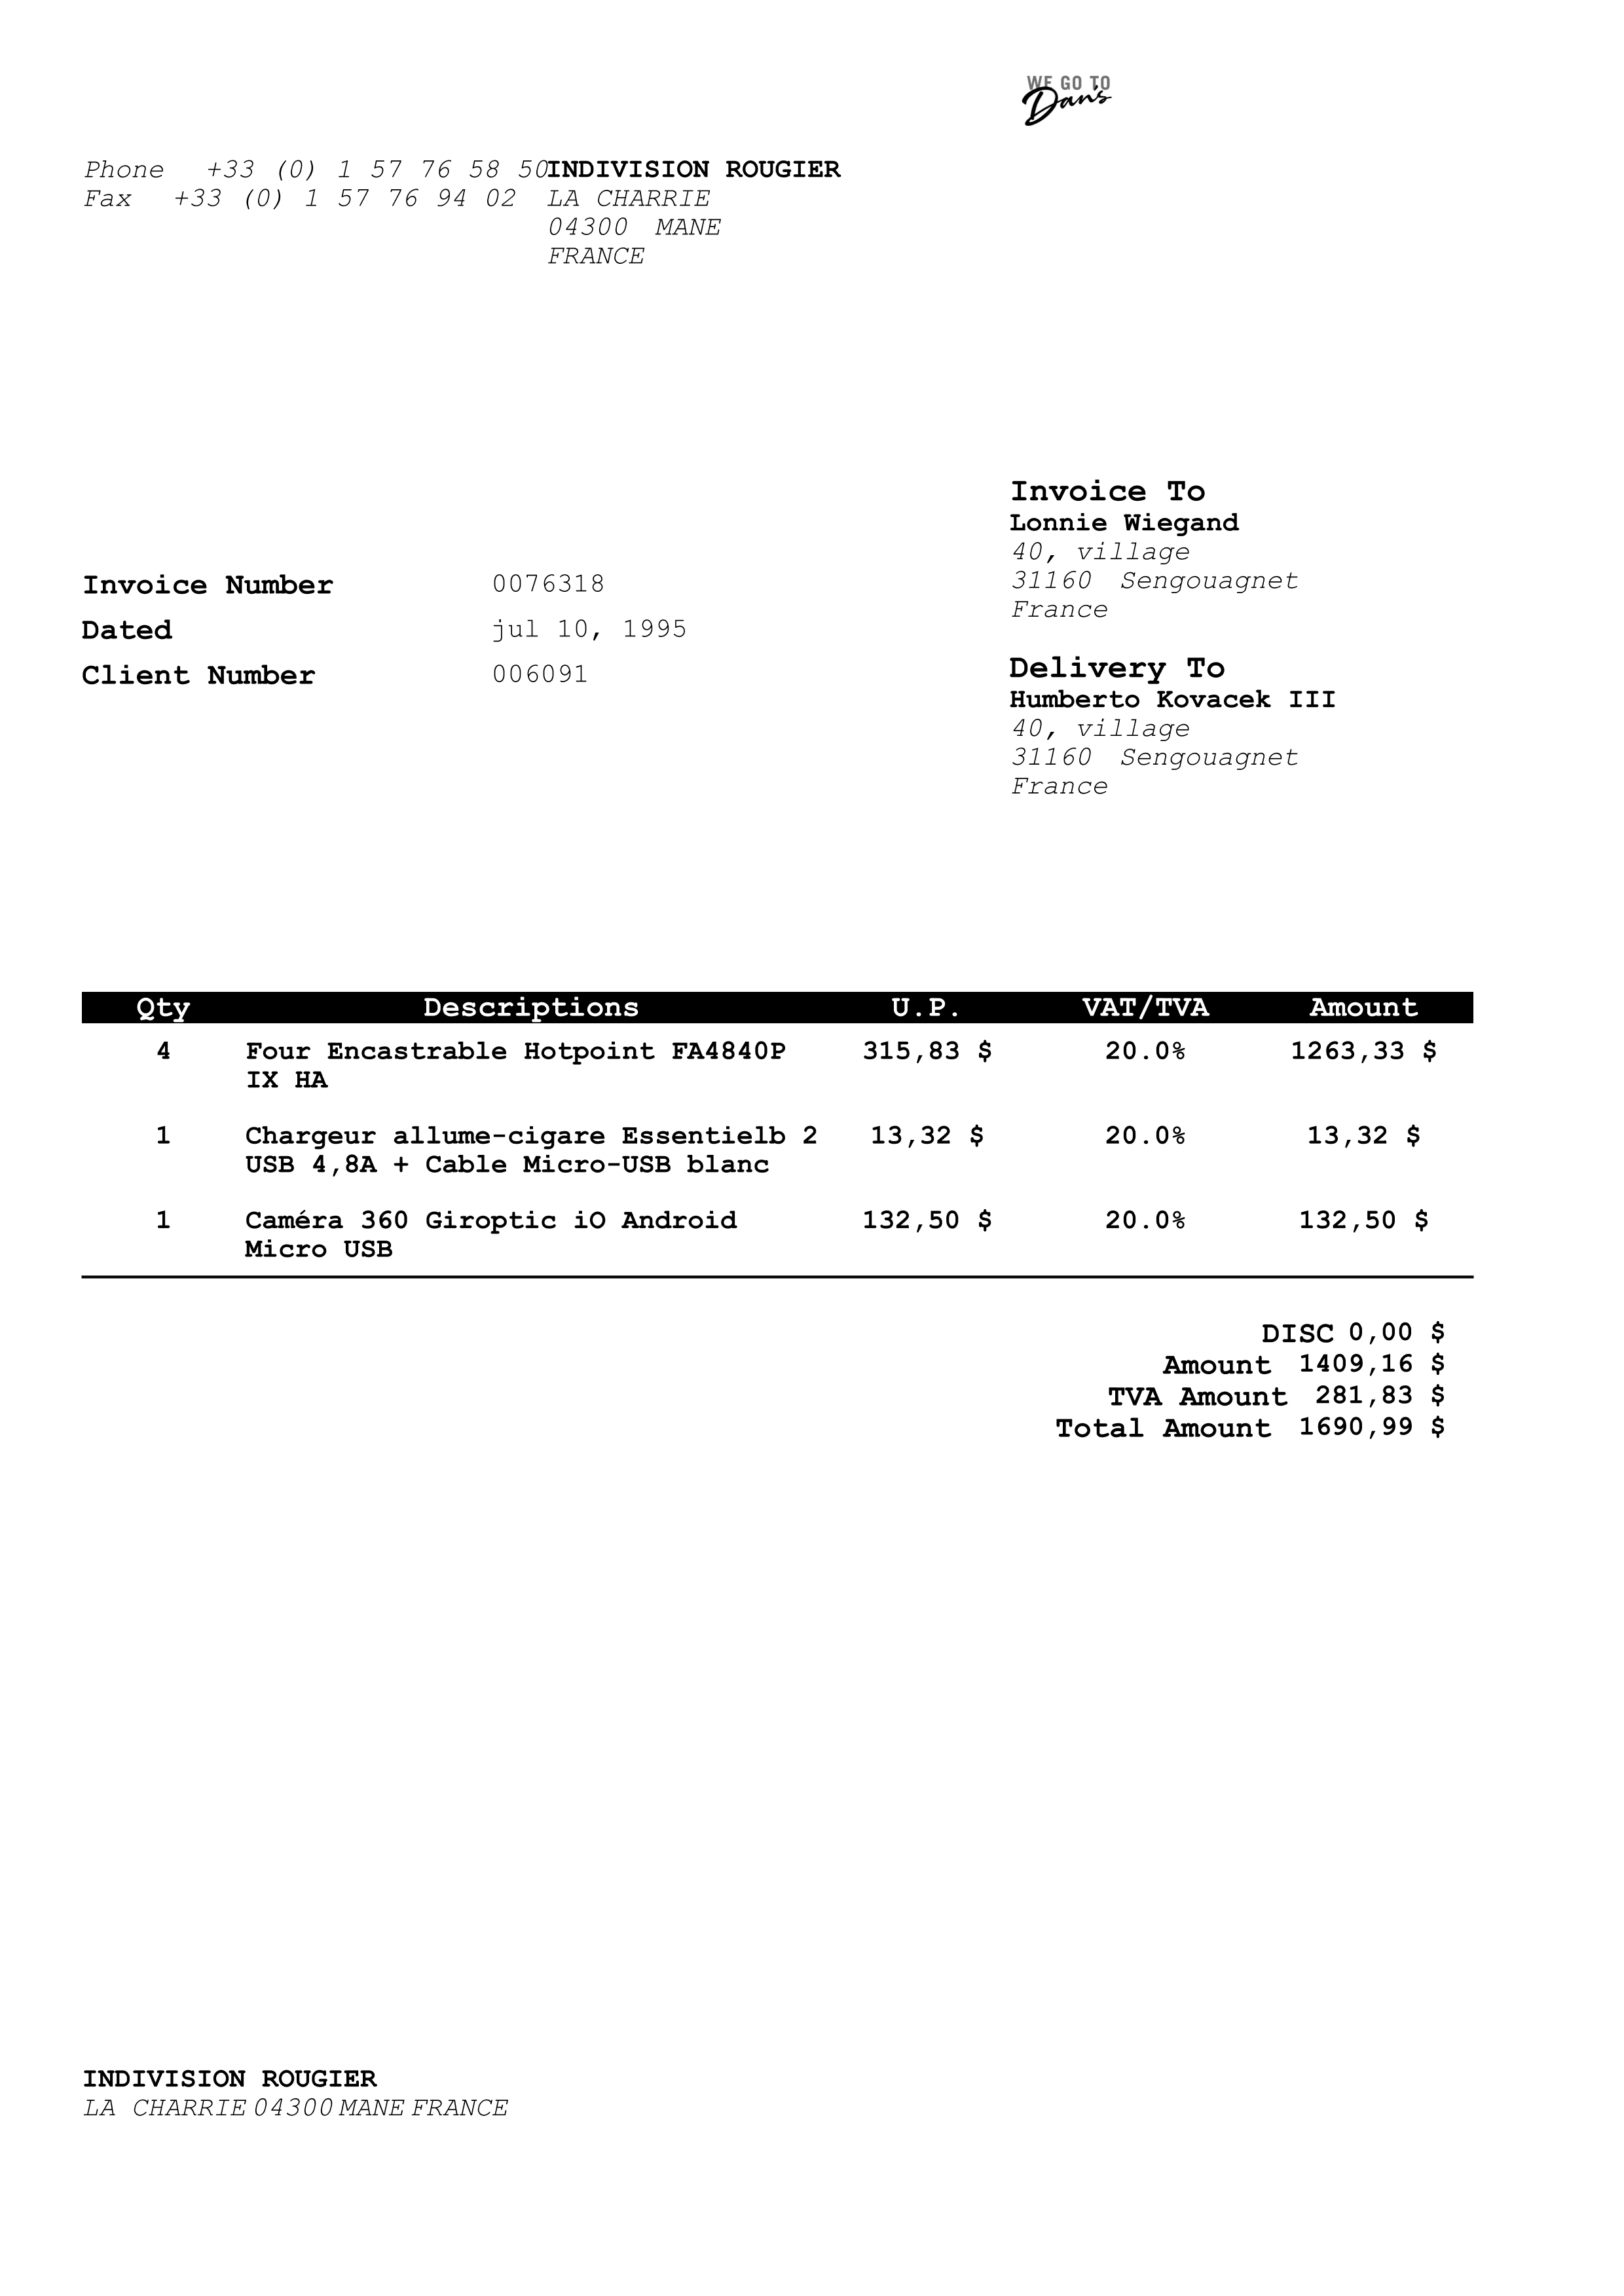 WE GO TO
Dan's
Phone +33 (0) 1 57 76 58 50
Fax +33 (0) 1 57 76 94 02
INDIVISION ROUGIER
LA CHARRIE
04300 MANE
FRANCE
Invoice Number 0076318
Dated jul 10, 1995
Client Number 006091
Invoice To
Lonnie Wiegand
40, village
31160 Sengouagnet
France
Delivery To
Humberto Kovacek III
40, village
31160 Sengouagnet
France
Qty Descriptions U.P. VAT/TVA Amount
4 Four Encastrable Hotpoint FA4840P 315,83 $ 20.0% 1263,33 $
IX HA
1 Chargeur allume-cigare Essentielb 2 13,32 $ 20.0% 13,32 $
USB 4,8A + Cable Micro-USB blanc
1 Caméra 360 Giroptic iO Android 132,50 $ 20.0% 132,50 $
Micro USB
DISC 0,00 $
Amount 1409,16 $
TVA Amount 281,83 $
Total Amount 1690,99 $
INDIVISION ROUGIER
LA CHARRIE 04300 MANE FRANCE